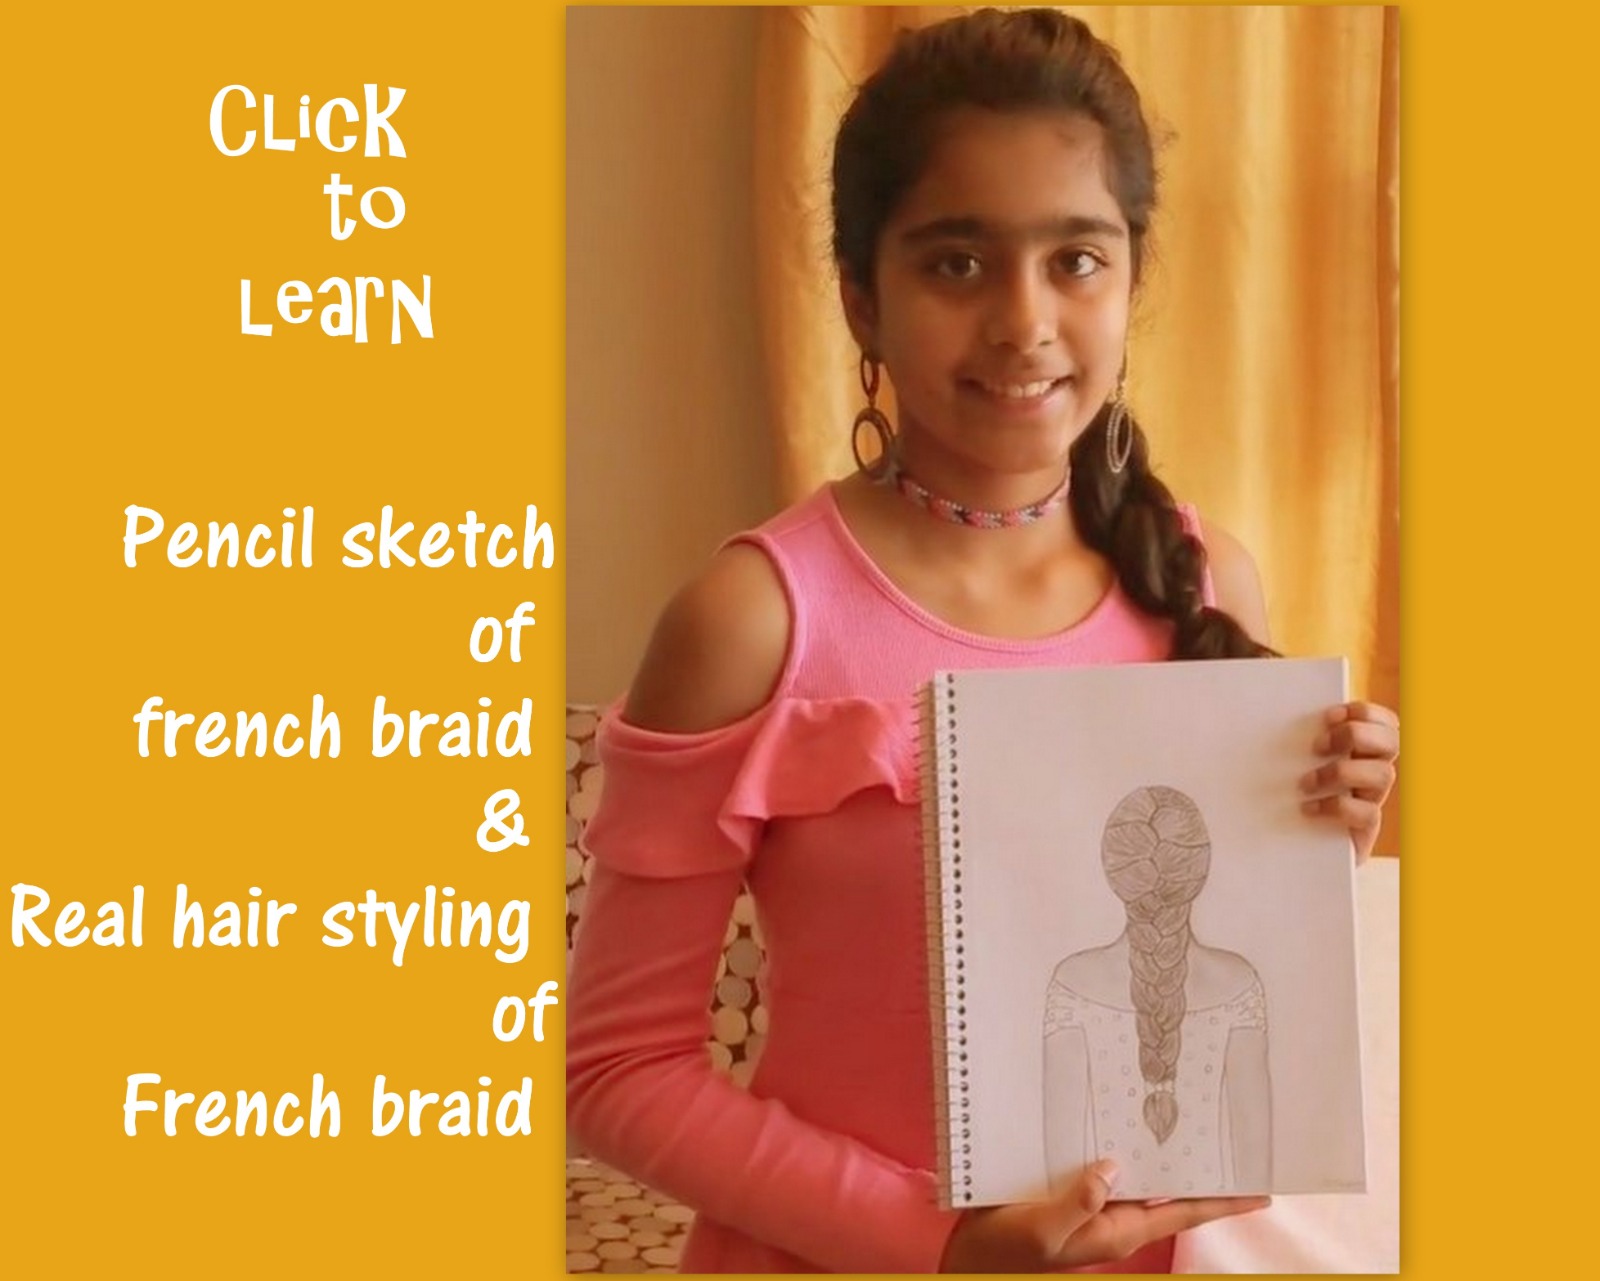 Click
to
Learn
Pencil sketch
of
french braid
&
Real hair styling
of
French braid